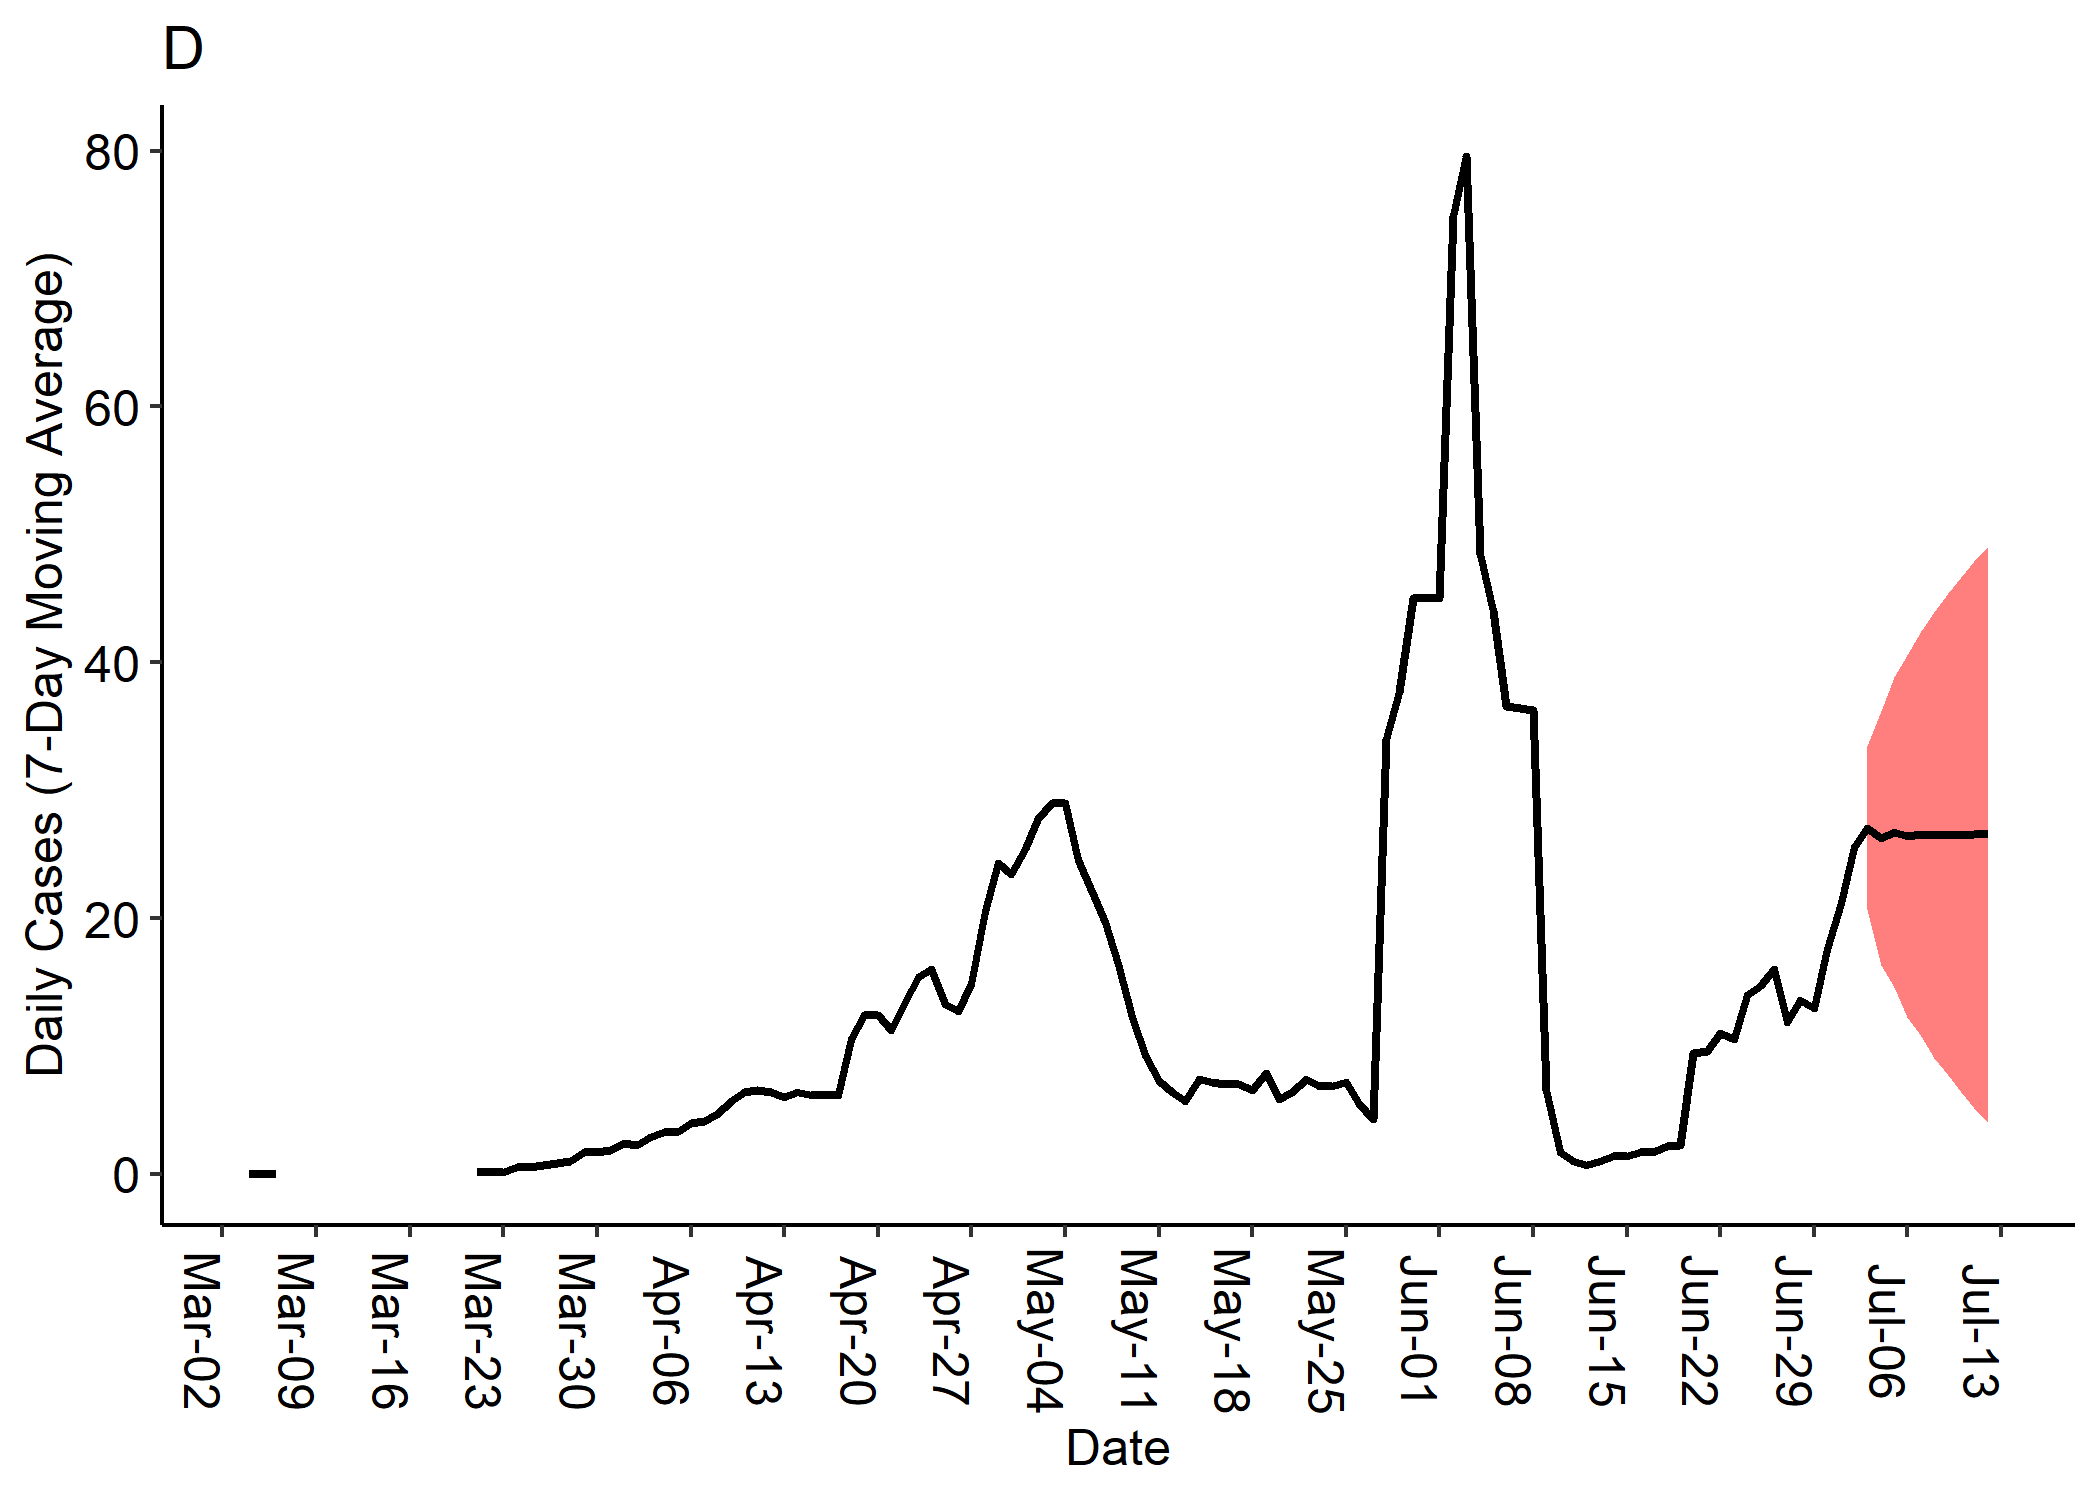 D
Daily Cases (7-Day Moving Average)
80
60
40
20
0
Mar-02
Mar-09
Mar-16
Mar-23
Mar-30
Apr-06
Apr-13
Apr-20
Apr-27
May-04
May-11
May-18
May-25
Jun-01
Jun-08
Jun-15
Jun-22
Jun-29
Jul-06
Jul-13
Date